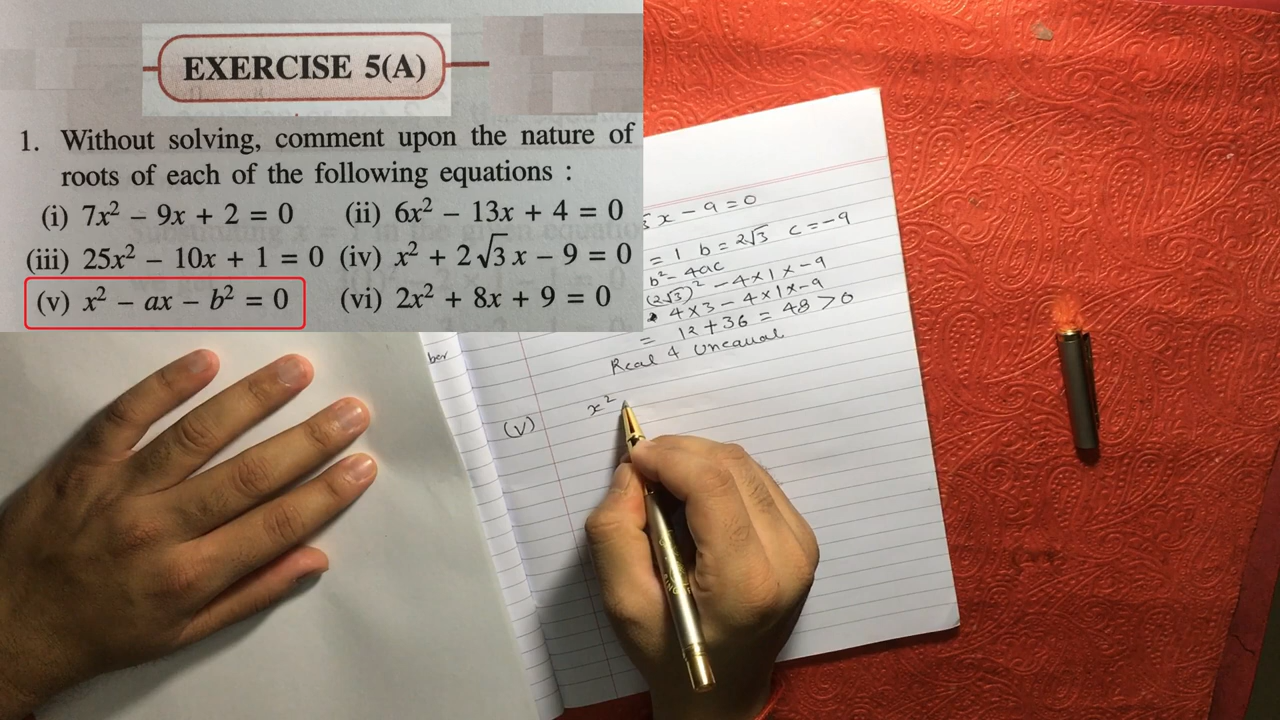 EXERCISE 5(A)
1. Without solving, comment upon the nature of
roots of each of the following equations :
(i) 7x² – 9x + 2 = 0 (ii) 6x² – 13x + 4 = 0
(iii) 25x² – 10x + 1 = 0 (iv) x² + 2√3 x – 9 = 0
(v) x² – ax – b² = 0 (vi) 2x² + 8x + 9 = 0
x – 9 = 0
= 1 b = 2√3 c = –9
b² – 4ac
(2√3)² – 4×1×–9
4×3 – 4×1×–9
= 12 + 36 = 48 > 0
Real & Unequal
ber
(v) x²